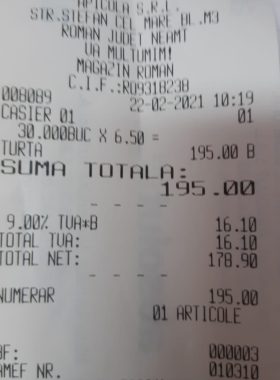 APICOLA S.R.L.
STR.STEFAN CEL MARE BL.M3
ROMAN JUDET NEAMT
VA MULTUMIM!
MAGAZIN ROMAN
C.I.F.:RO9318238
008089 22-02-2021 10:19
CASIER 01 01
30.000BUC X 6.50 =
TURTA 195.00 B
SUMA TOTALA:
195.00
- - - -
9.00% TVA*B 16.10
TOTAL TVA: 16.10
TOTAL NET: 178.90
- - - -
NUMERAR 195.00
01 ARTICOLE
BF: 000003
AMEF NR. 010310